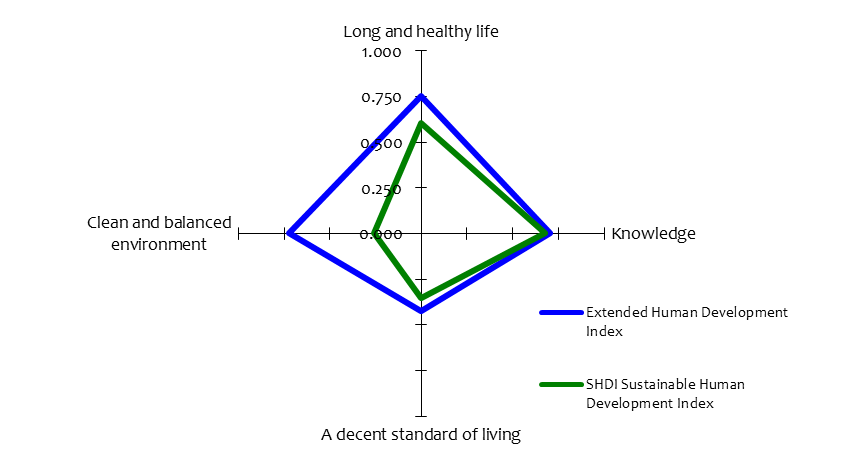 Long and healthy life
1.000
0.750
0.500
0.250
0.000
Clean and balanced
environment
Knowledge
Extended Human Development
Index
SHDI Sustainable Human
Development Index
A decent standard of living